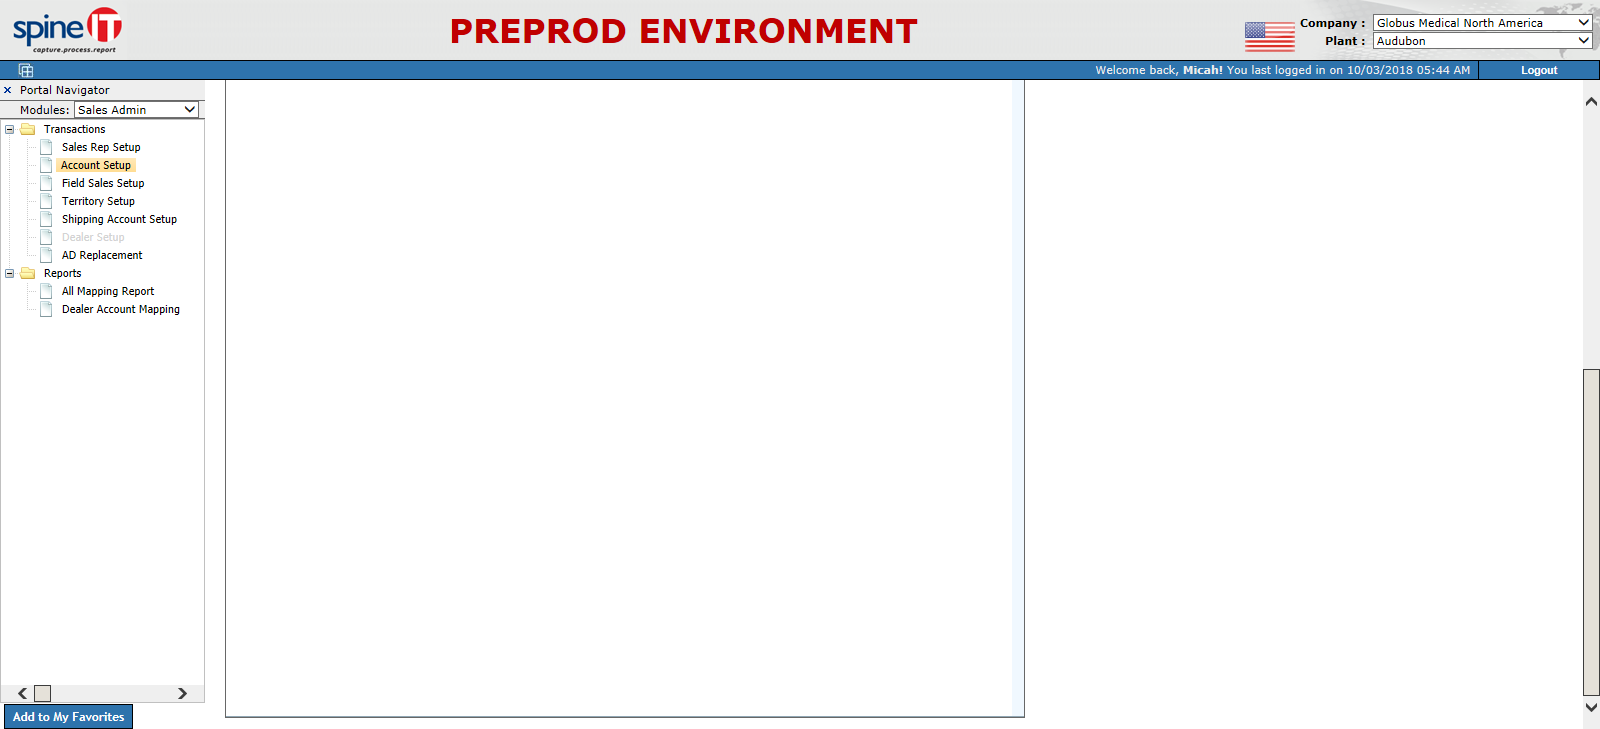 spine IT
capture.process.report
PREPROD ENVIRONMENT
Company : Globus Medical North America
Plant : Audubon
Welcome back, Micah! You last logged in on 10/03/2018 05:44 AM
Logout
Portal Navigator
Modules: Sales Admin
Transactions
Sales Rep Setup
Account Setup
Field Sales Setup
Territory Setup
Shipping Account Setup
Dealer Setup
AD Replacement
Reports
All Mapping Report
Dealer Account Mapping
Add to My Favorites